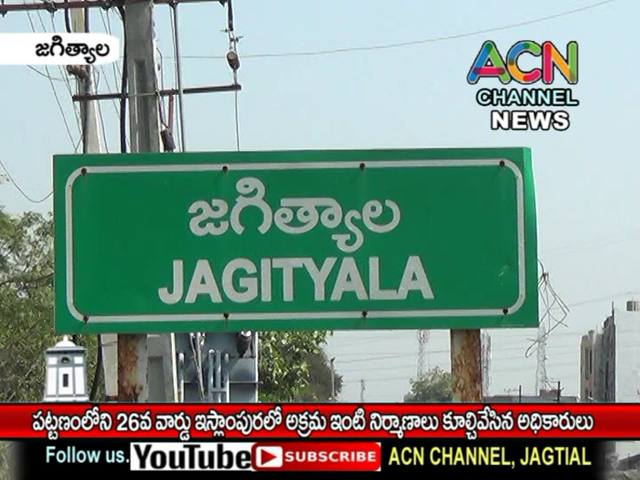 జగిత్యాల
ACN
CHANNEL
NEWS
జగిత్యాల
JAGITYALA
పట్టణంలోని 26వ వార్డు ఇస్లాంపురలో అక్రమ ఇంటి నిర్మాణాలు కూల్చివేసిన అధికారులు
Follow us. YouTube SUBSCRIBE ACN CHANNEL, JAGTIAL